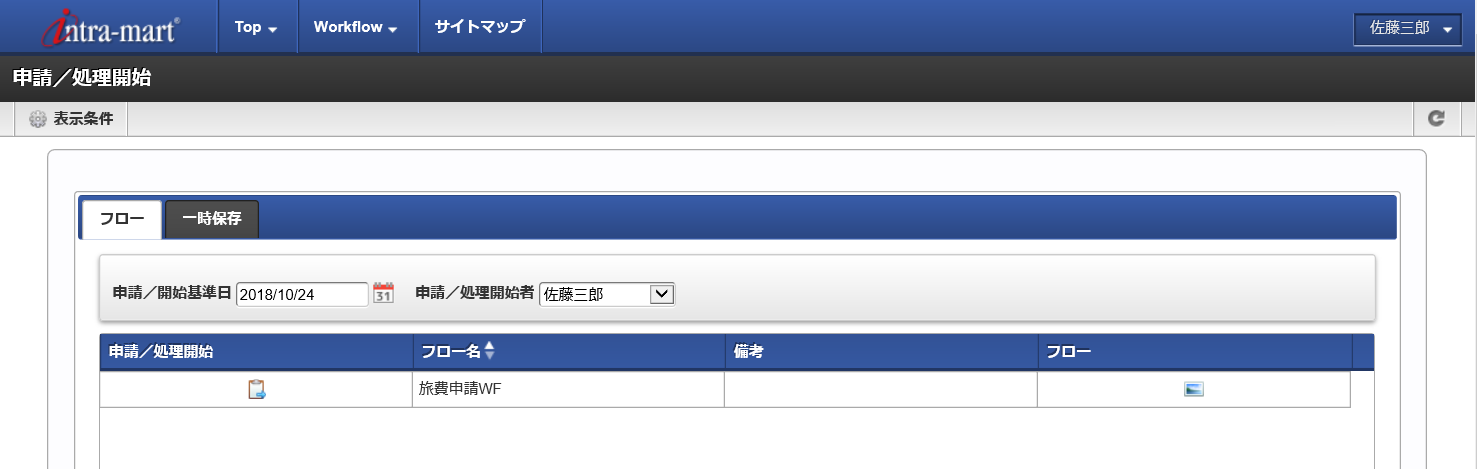 intra-mart® Top Workflow サイトマップ 佐藤三郎
申請／処理開始
表示条件
フロー 一時保存
申請／開始基準日 2018/10/24 31 申請／処理開始者 佐藤三郎
申請／処理開始 フロー名 備考 フロー
旅費申請WF